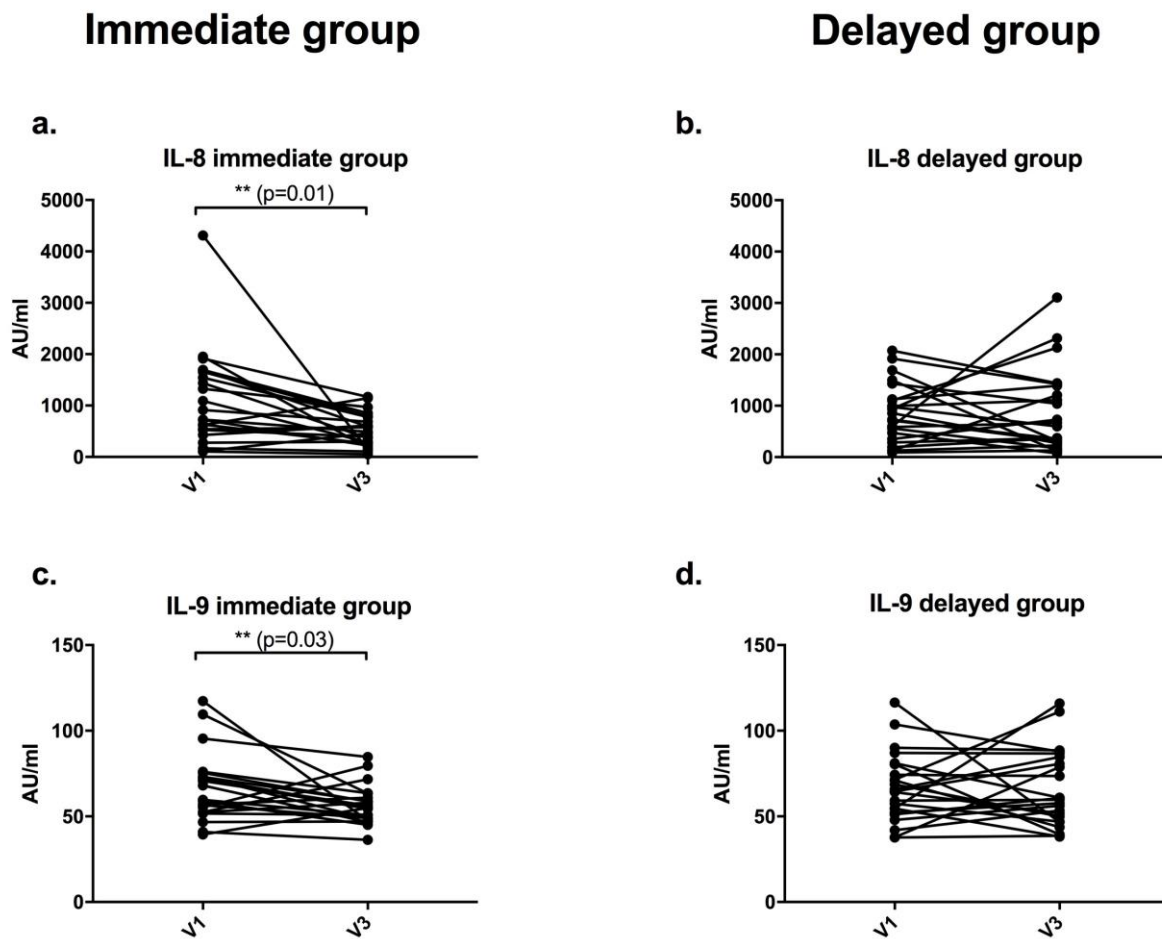 Immediate group
Delayed group
a.
IL-8 immediate group
** (p=0.01)
5000
4000
3000
2000
1000
0
AU/ml
V1
V3
b.
IL-8 delayed group
5000
4000
3000
2000
1000
0
AU/ml
V1
V3
c.
IL-9 immediate group
** (p=0.03)
150
100
50
0
AU/ml
V1
V3
d.
IL-9 delayed group
150
100
50
0
AU/ml
V1
V3